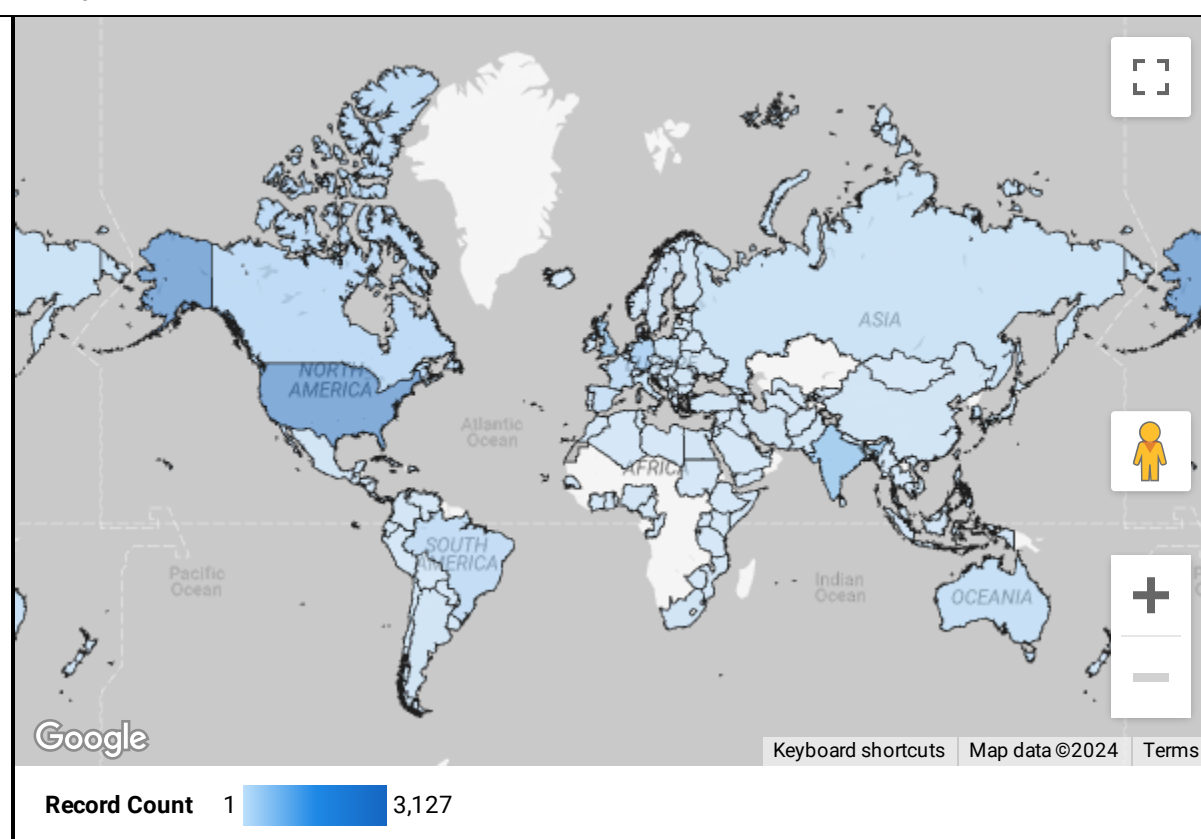 ASIA
NORTH
AMERICA
Atlantic
Ocean
AFRICA
SOUTH
AMERICA
Pacific
Ocean
Indian
Ocean
OCEANIA
Google
Keyboard shortcuts
Map data ©2024
Terms
Record Count 1 3,127